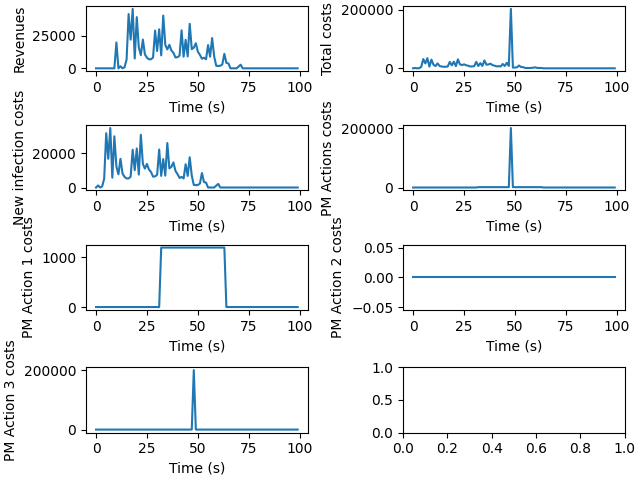 Revenues
25000
0
0 25 50 75 100
Time (s)
Total costs
200000
0
0 25 50 75 100
Time (s)
New infection costs
20000
0
0 25 50 75 100
Time (s)
PM Actions costs
200000
0
0 25 50 75 100
Time (s)
PM Action 1 costs
1000
0
0 25 50 75 100
Time (s)
PM Action 2 costs
0.05
0.00
−0.05
0 25 50 75 100
Time (s)
PM Action 3 costs
200000
0
0 25 50 75 100
Time (s)
1.0
0.5
0.0
0.0 0.2 0.4 0.6 0.8 1.0